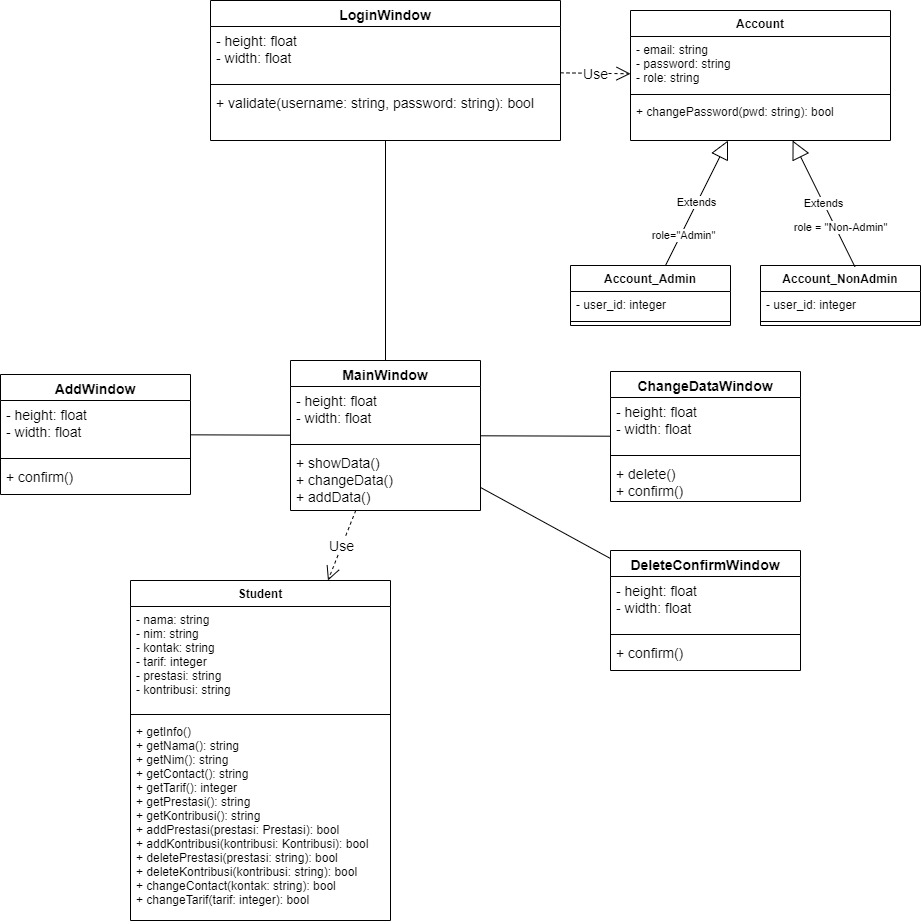 LoginWindow
- height: float
- width: float
+ validate(username: string, password: string): bool
Use
Account
- email: string
- password: string
- role: string
+ changePassword(pwd: string): bool
Extends
role="Admin"
Extends
role = "Non-Admin"
Account_Admin
- user_id: integer
Account_NonAdmin
- user_id: integer
AddWindow
- height: float
- width: float
+ confirm()
MainWindow
- height: float
- width: float
+ showData()
+ changeData()
+ addData()
ChangeDataWindow
- height: float
- width: float
+ delete()
+ confirm()
Use
DeleteConfirmWindow
- height: float
- width: float
+ confirm()
Student
- nama: string
- nim: string
- kontak: string
- tarif: integer
- prestasi: string
- kontribusi: string
+ getInfo()
+ getNama(): string
+ getNim(): string
+ getContact(): string
+ getTarif(): integer
+ getPrestasi(): string
+ getKontribusi(): string
+ addPrestasi(prestasi: Prestasi): bool
+ addKontribusi(kontribusi: Kontribusi): bool
+ deletePrestasi(prestasi: string): bool
+ deleteKontribusi(kontribusi: string): bool
+ changeContact(kontak: string): bool
+ changeTarif(tarif: integer): bool